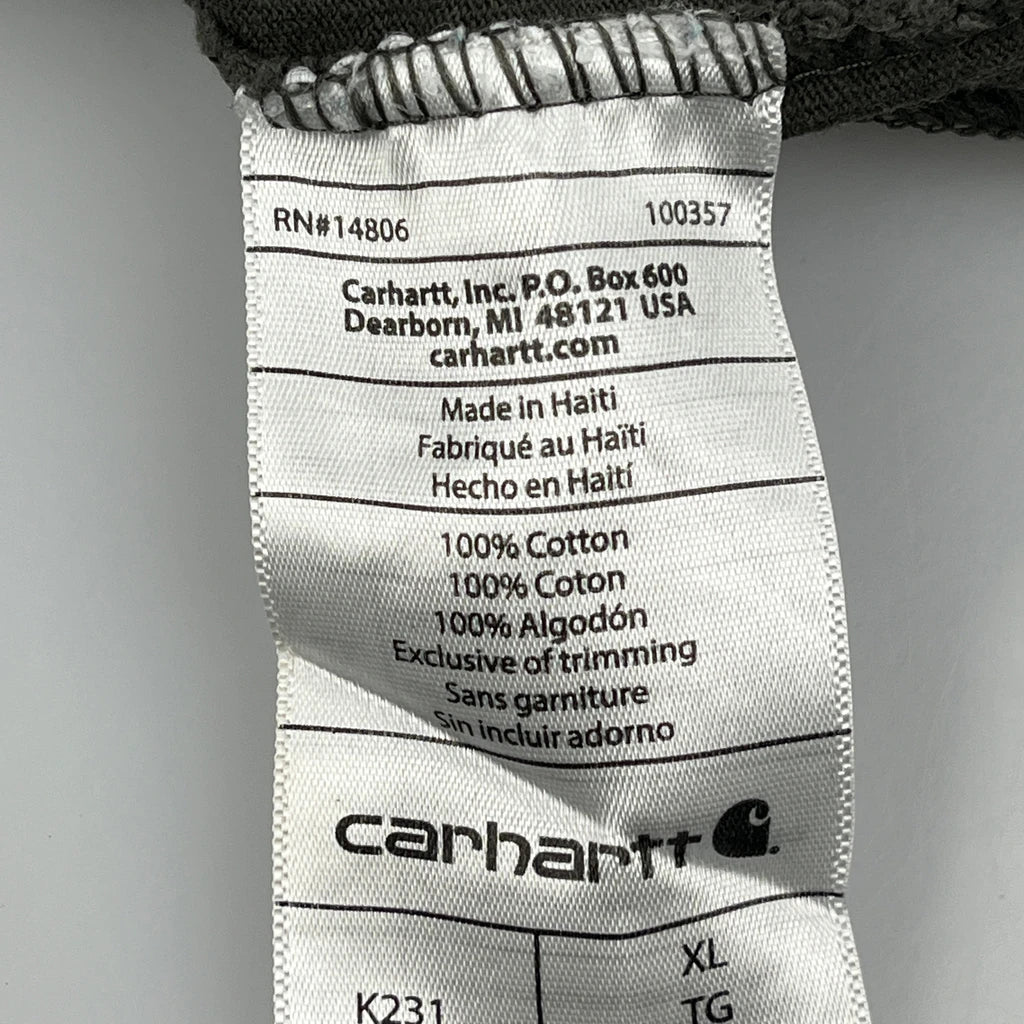 RN#14806 100357
Carhartt, Inc. P.O. Box 600
Dearborn, MI 48121 USA
carhartt.com
Made in Haiti
Fabriqué au Haïti
Hecho en Haití
100% Cotton
100% Coton
100% Algodón
Exclusive of trimming
Sans garniture
Sin incluir adorno
carhartt
K231 XL
TG